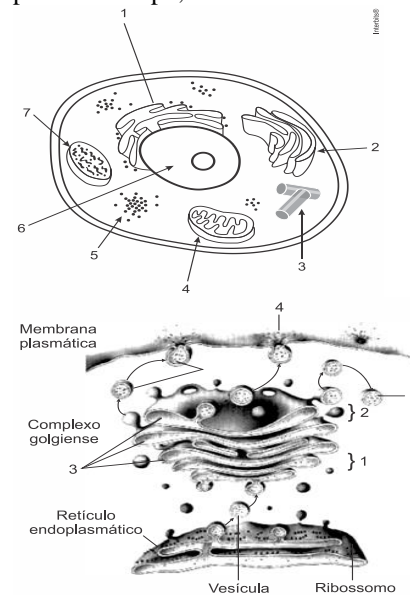 1
Interbits®
7
2
6
5
4
3
4
Membrana
plasmática
2
Complexo
golgiense
3
1
Retículo
endoplasmático
Vesícula
Ribossomo